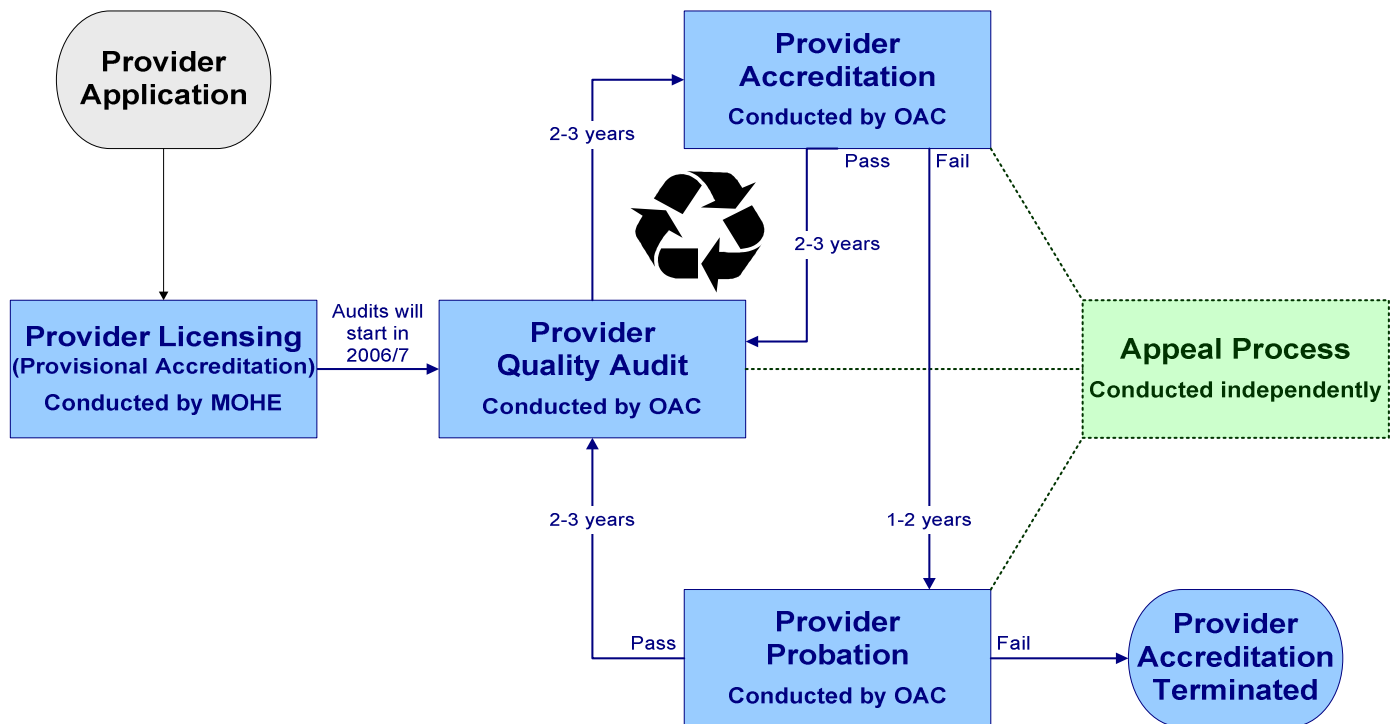 Provider
Application
Provider
Accreditation
Conducted by OAC
2-3 years
Pass
Fail
2-3 years
Provider Licensing
(Provisional Accreditation)
Conducted by MOHE
Audits will
start in
2006/7
Provider
Quality Audit
Conducted by OAC
Appeal Process
Conducted independently
2-3 years
1-2 years
Pass
Provider
Probation
Conducted by OAC
Fail
Provider
Accreditation
Terminated